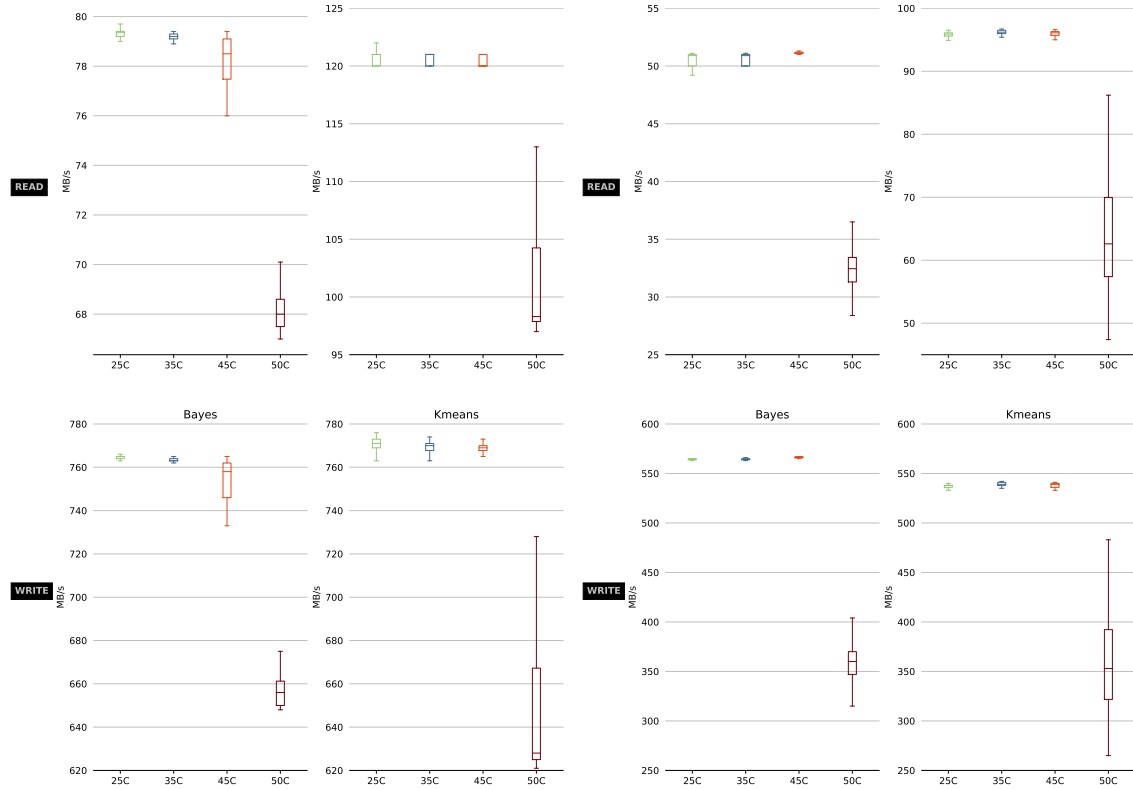 80
78
76
74
72
70
68
MB/s
READ
25C 35C 45C 50C
125
120
115
110
105
100
95
MB/s
25C 35C 45C 50C
55
50
45
40
35
30
25
MB/s
READ
25C 35C 45C 50C
100
90
80
70
60
50
MB/s
25C 35C 45C 50C
Bayes
780
760
740
720
700
680
660
640
620
MB/s
WRITE
25C 35C 45C 50C
Kmeans
780
760
740
720
700
680
660
640
620
MB/s
25C 35C 45C 50C
Bayes
600
550
500
450
400
350
300
250
MB/s
WRITE
25C 35C 45C 50C
Kmeans
600
550
500
450
400
350
300
250
MB/s
25C 35C 45C 50C